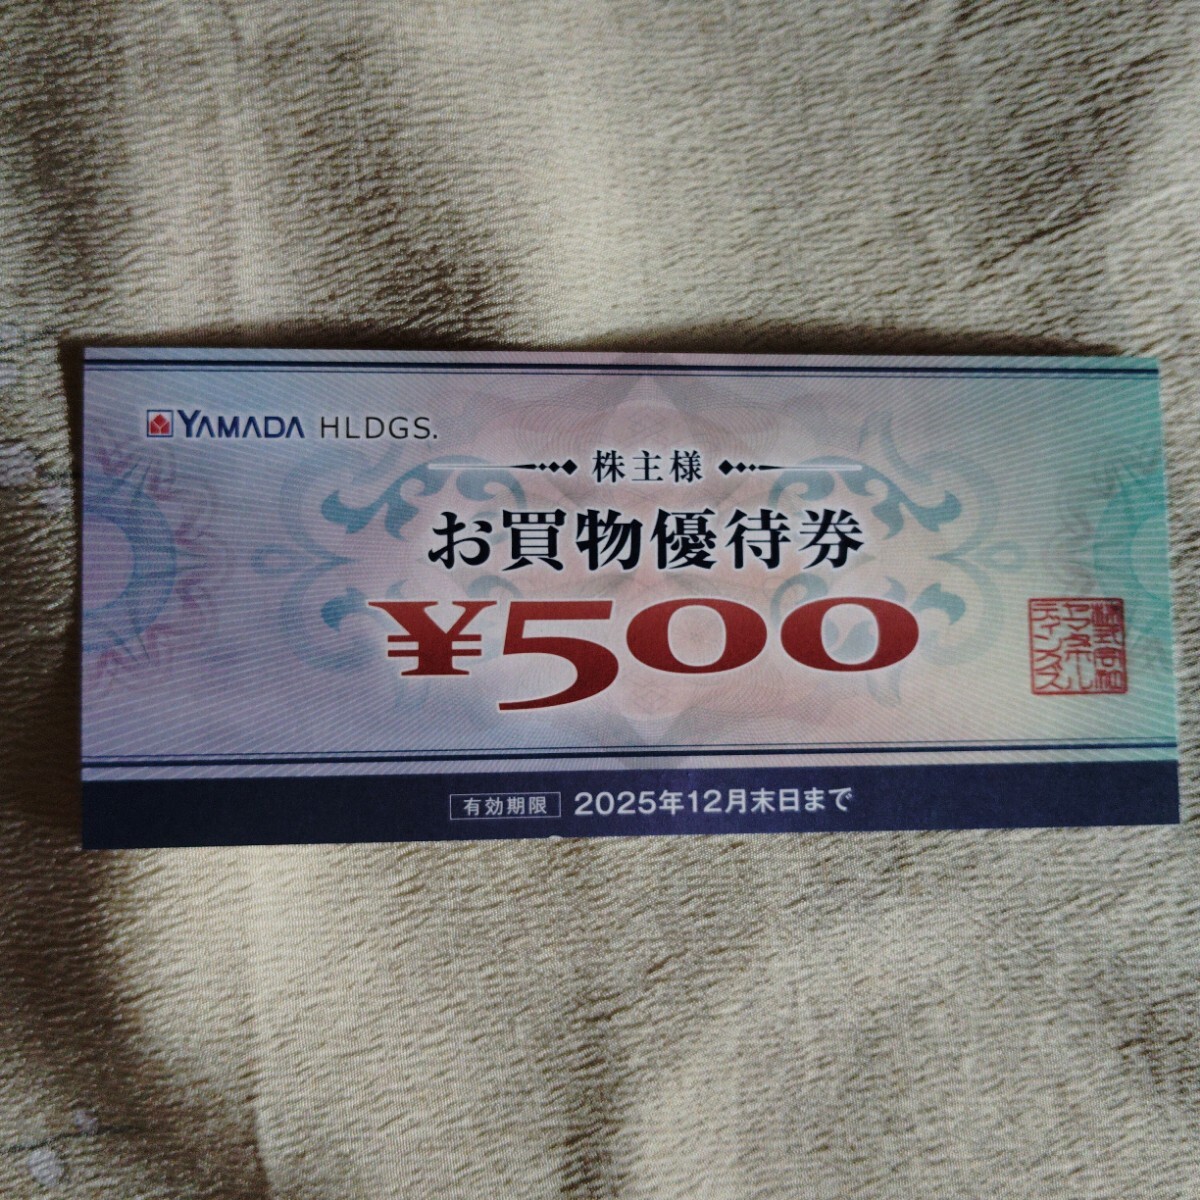 YAMADA HLDGS.
株主様
お買物優待券
¥500
株式会社
ヤマダホール
ディングス
有効期限 2025年12月末日まで